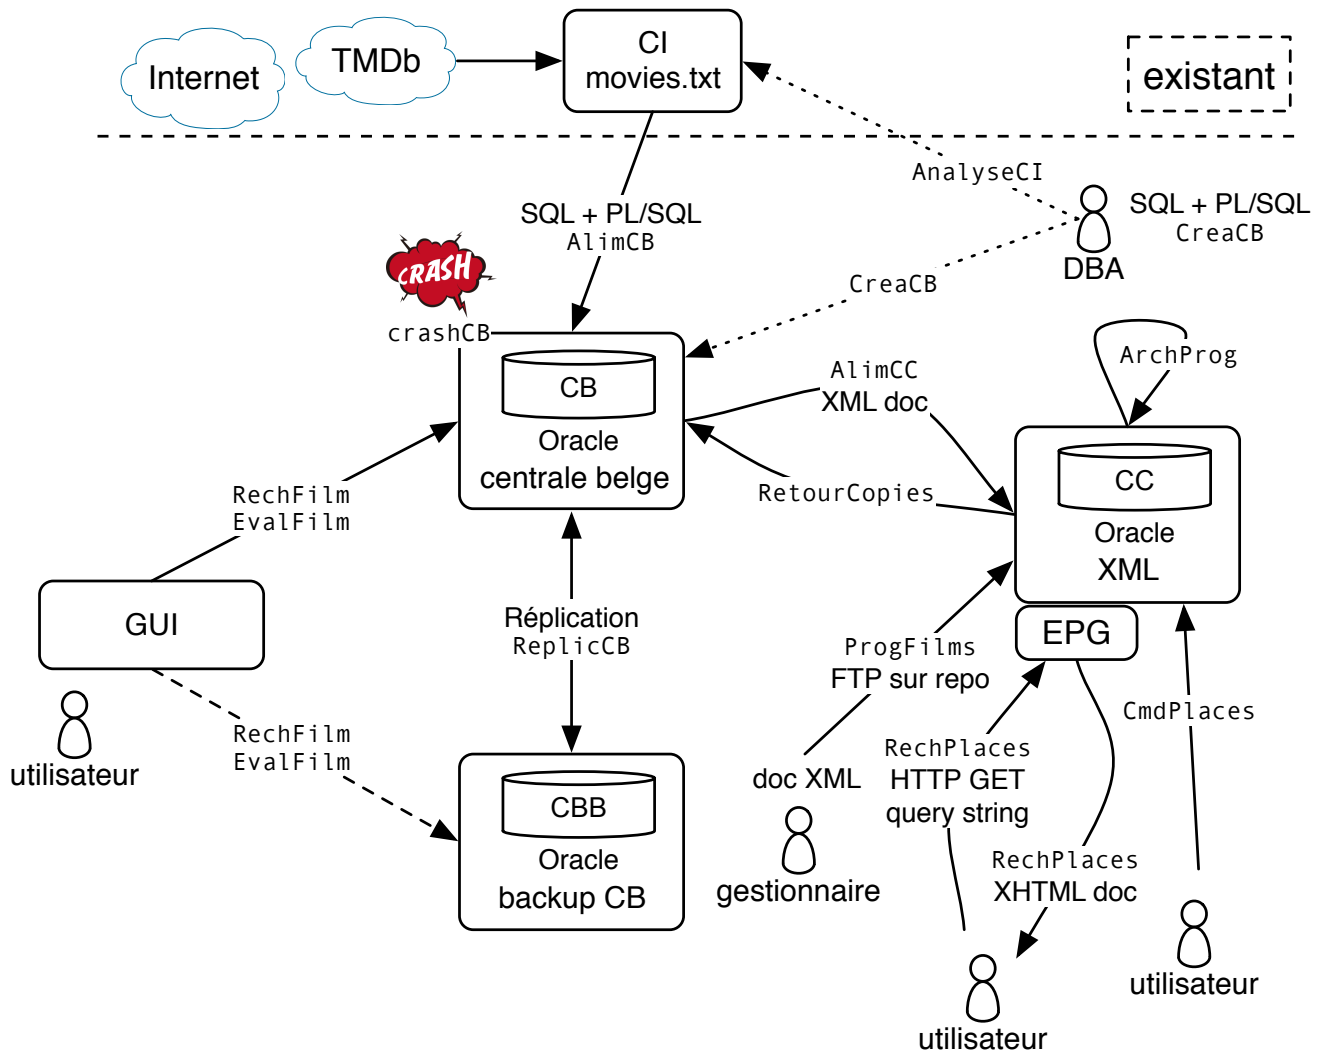 Internet
TMDb
CI
movies.txt
existant
AnalyseCI
SQL + PL/SQL
AlimCB
SQL + PL/SQL
CreaCB
DBA
CRASH
crashCB
CreaCB
CB
Oracle
centrale belge
AlimCC
XML doc
ArchProg
RetourCopies
CC
Oracle
XML
RechFilm
EvalFilm
GUI
Réplication
ReplicCB
EPG
ProgFilms
FTP sur repo
CmdPlaces
utilisateur
RechFilm
EvalFilm
CBB
Oracle
backup CB
doc XML
gestionnaire
RechPlaces
HTTP GET
query string
RechPlaces
XHTML doc
utilisateur
utilisateur